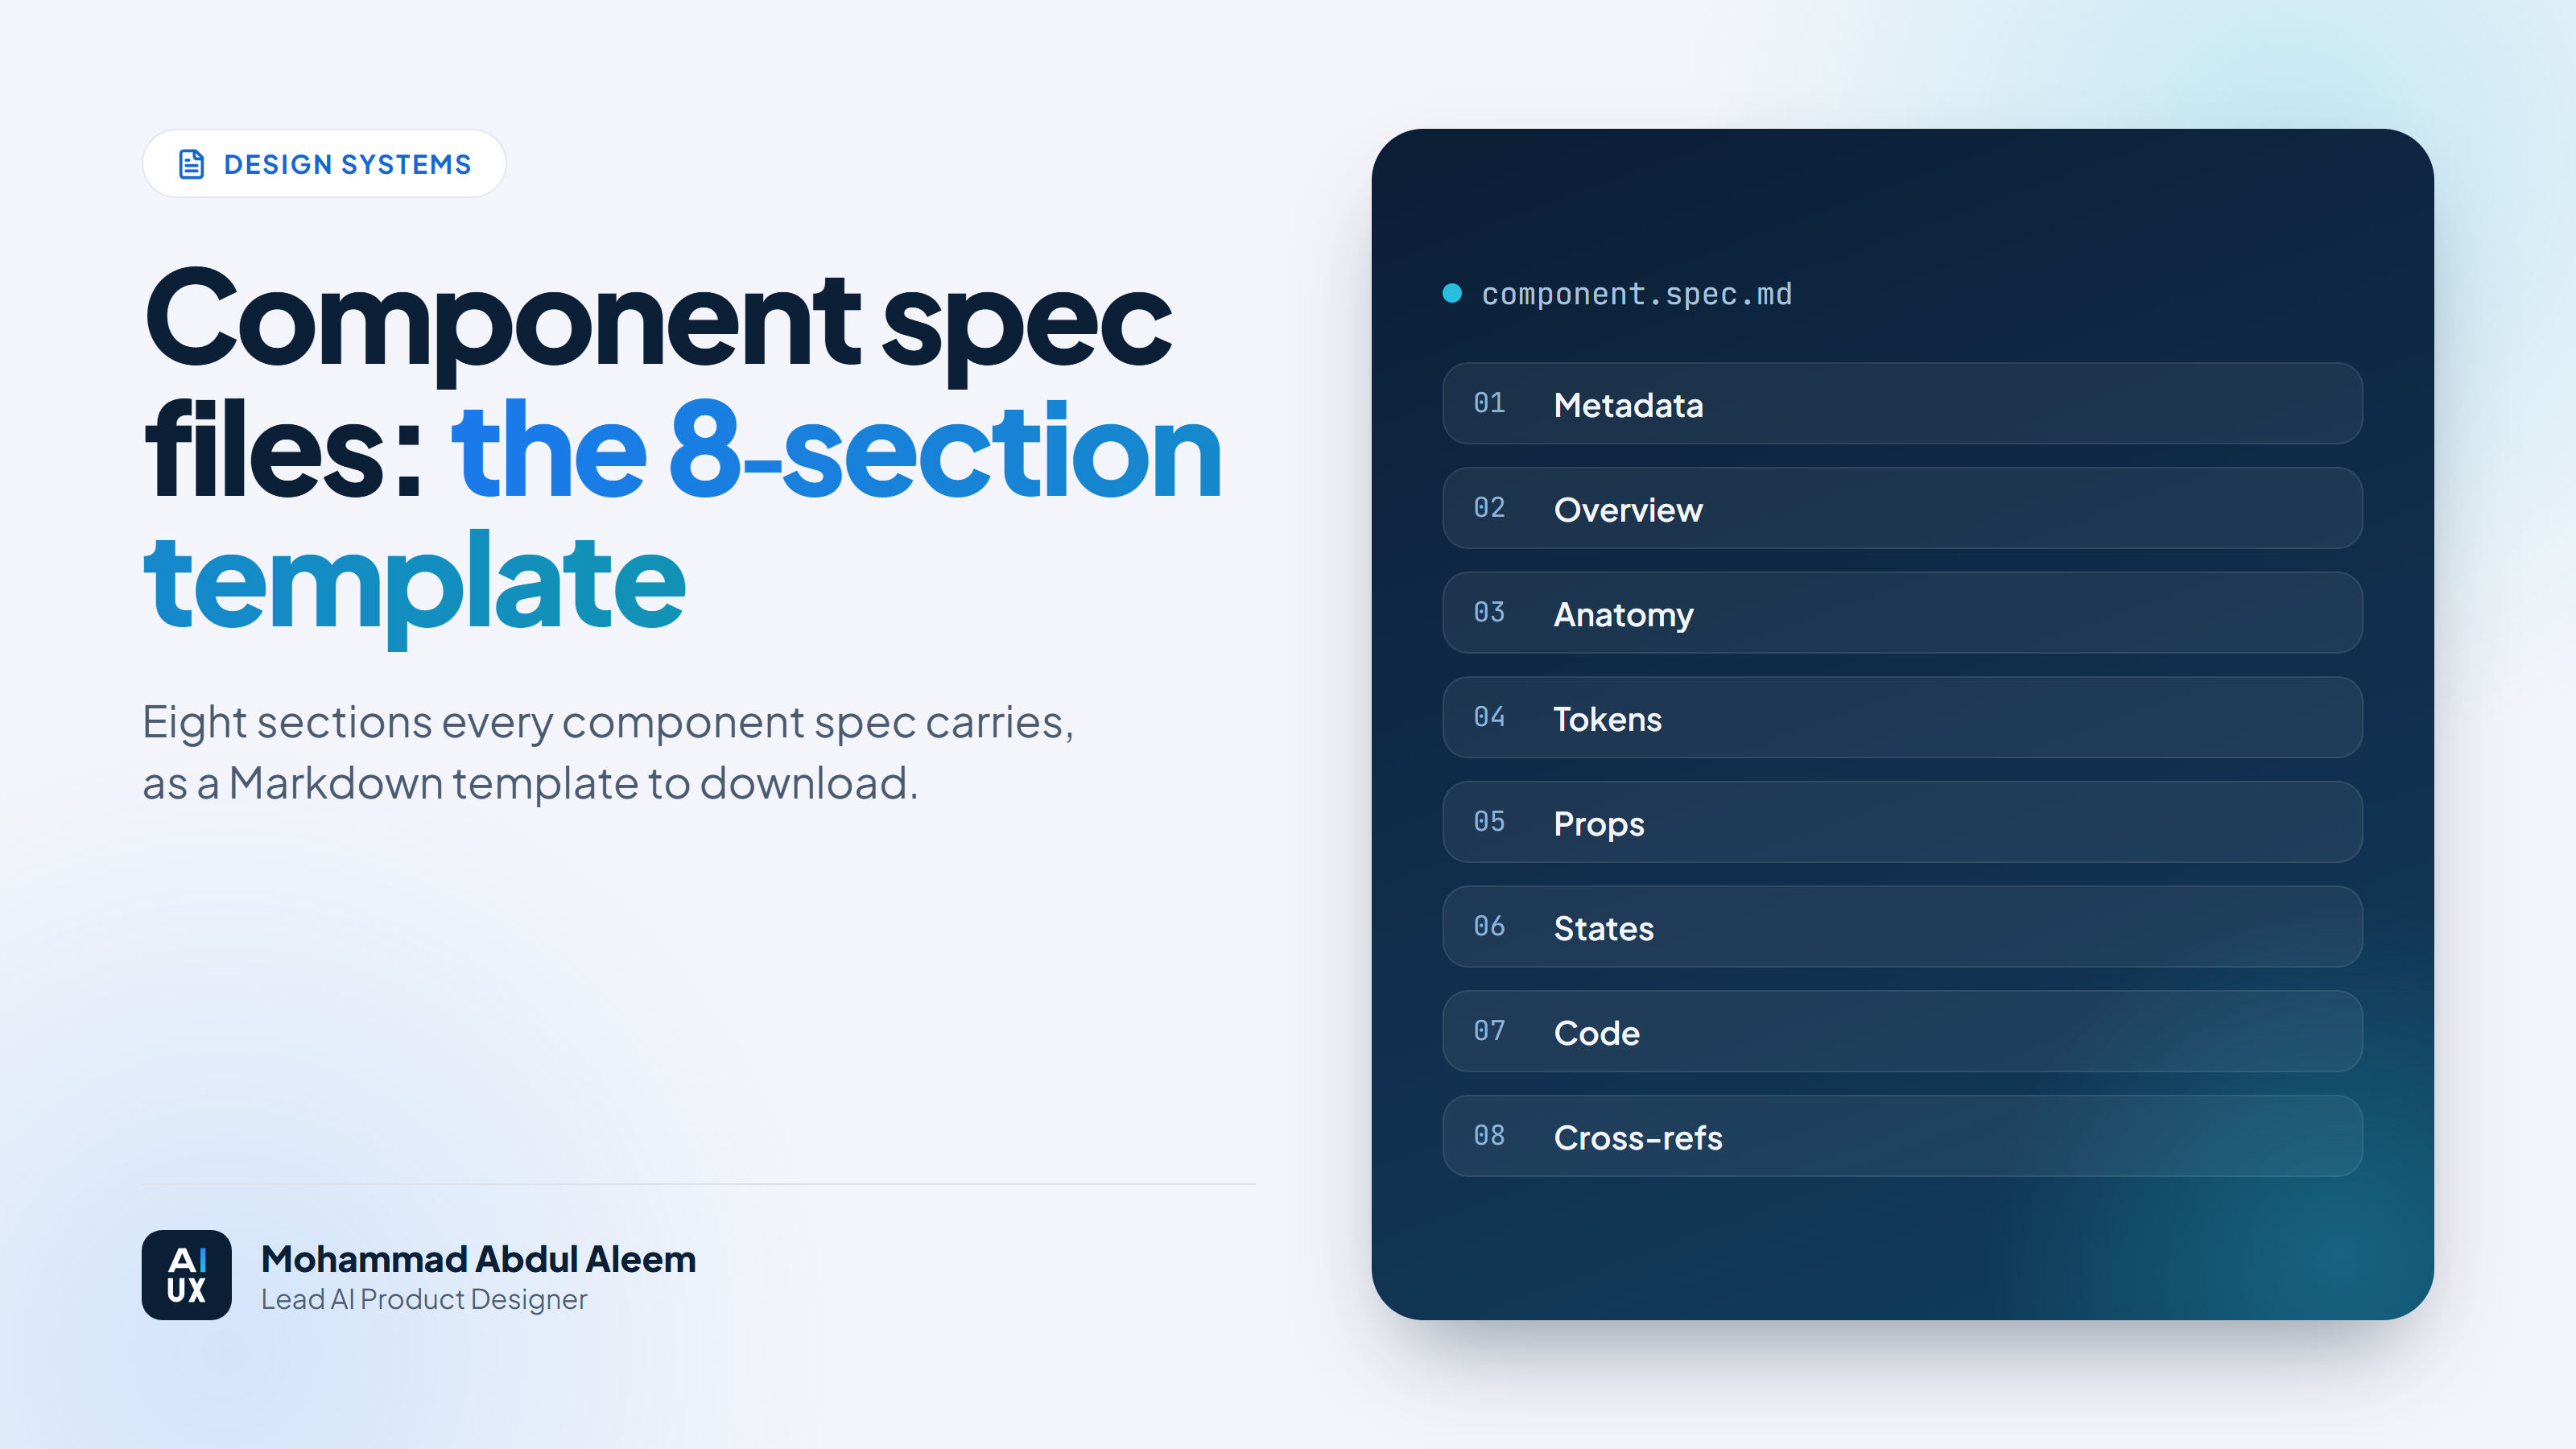 DESIGN SYSTEMS
Component spec
files: the 8-section
template
Eight sections every component spec carries,
as a Markdown template to download.
AI
UX
Mohammad Abdul Aleem
Lead AI Product Designer
component.spec.md
01 Metadata
02 Overview
03 Anatomy
04 Tokens
05 Props
06 States
07 Code
08 Cross-refs